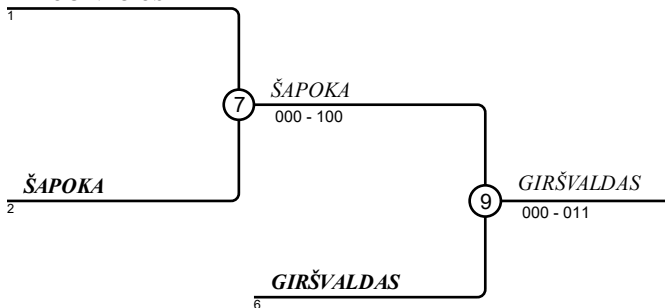 1
7
ŠAPOKA
000 - 100
ŠAPOKA
2
9
GIRŠVALDAS
000 - 011
GIRŠVALDAS
6